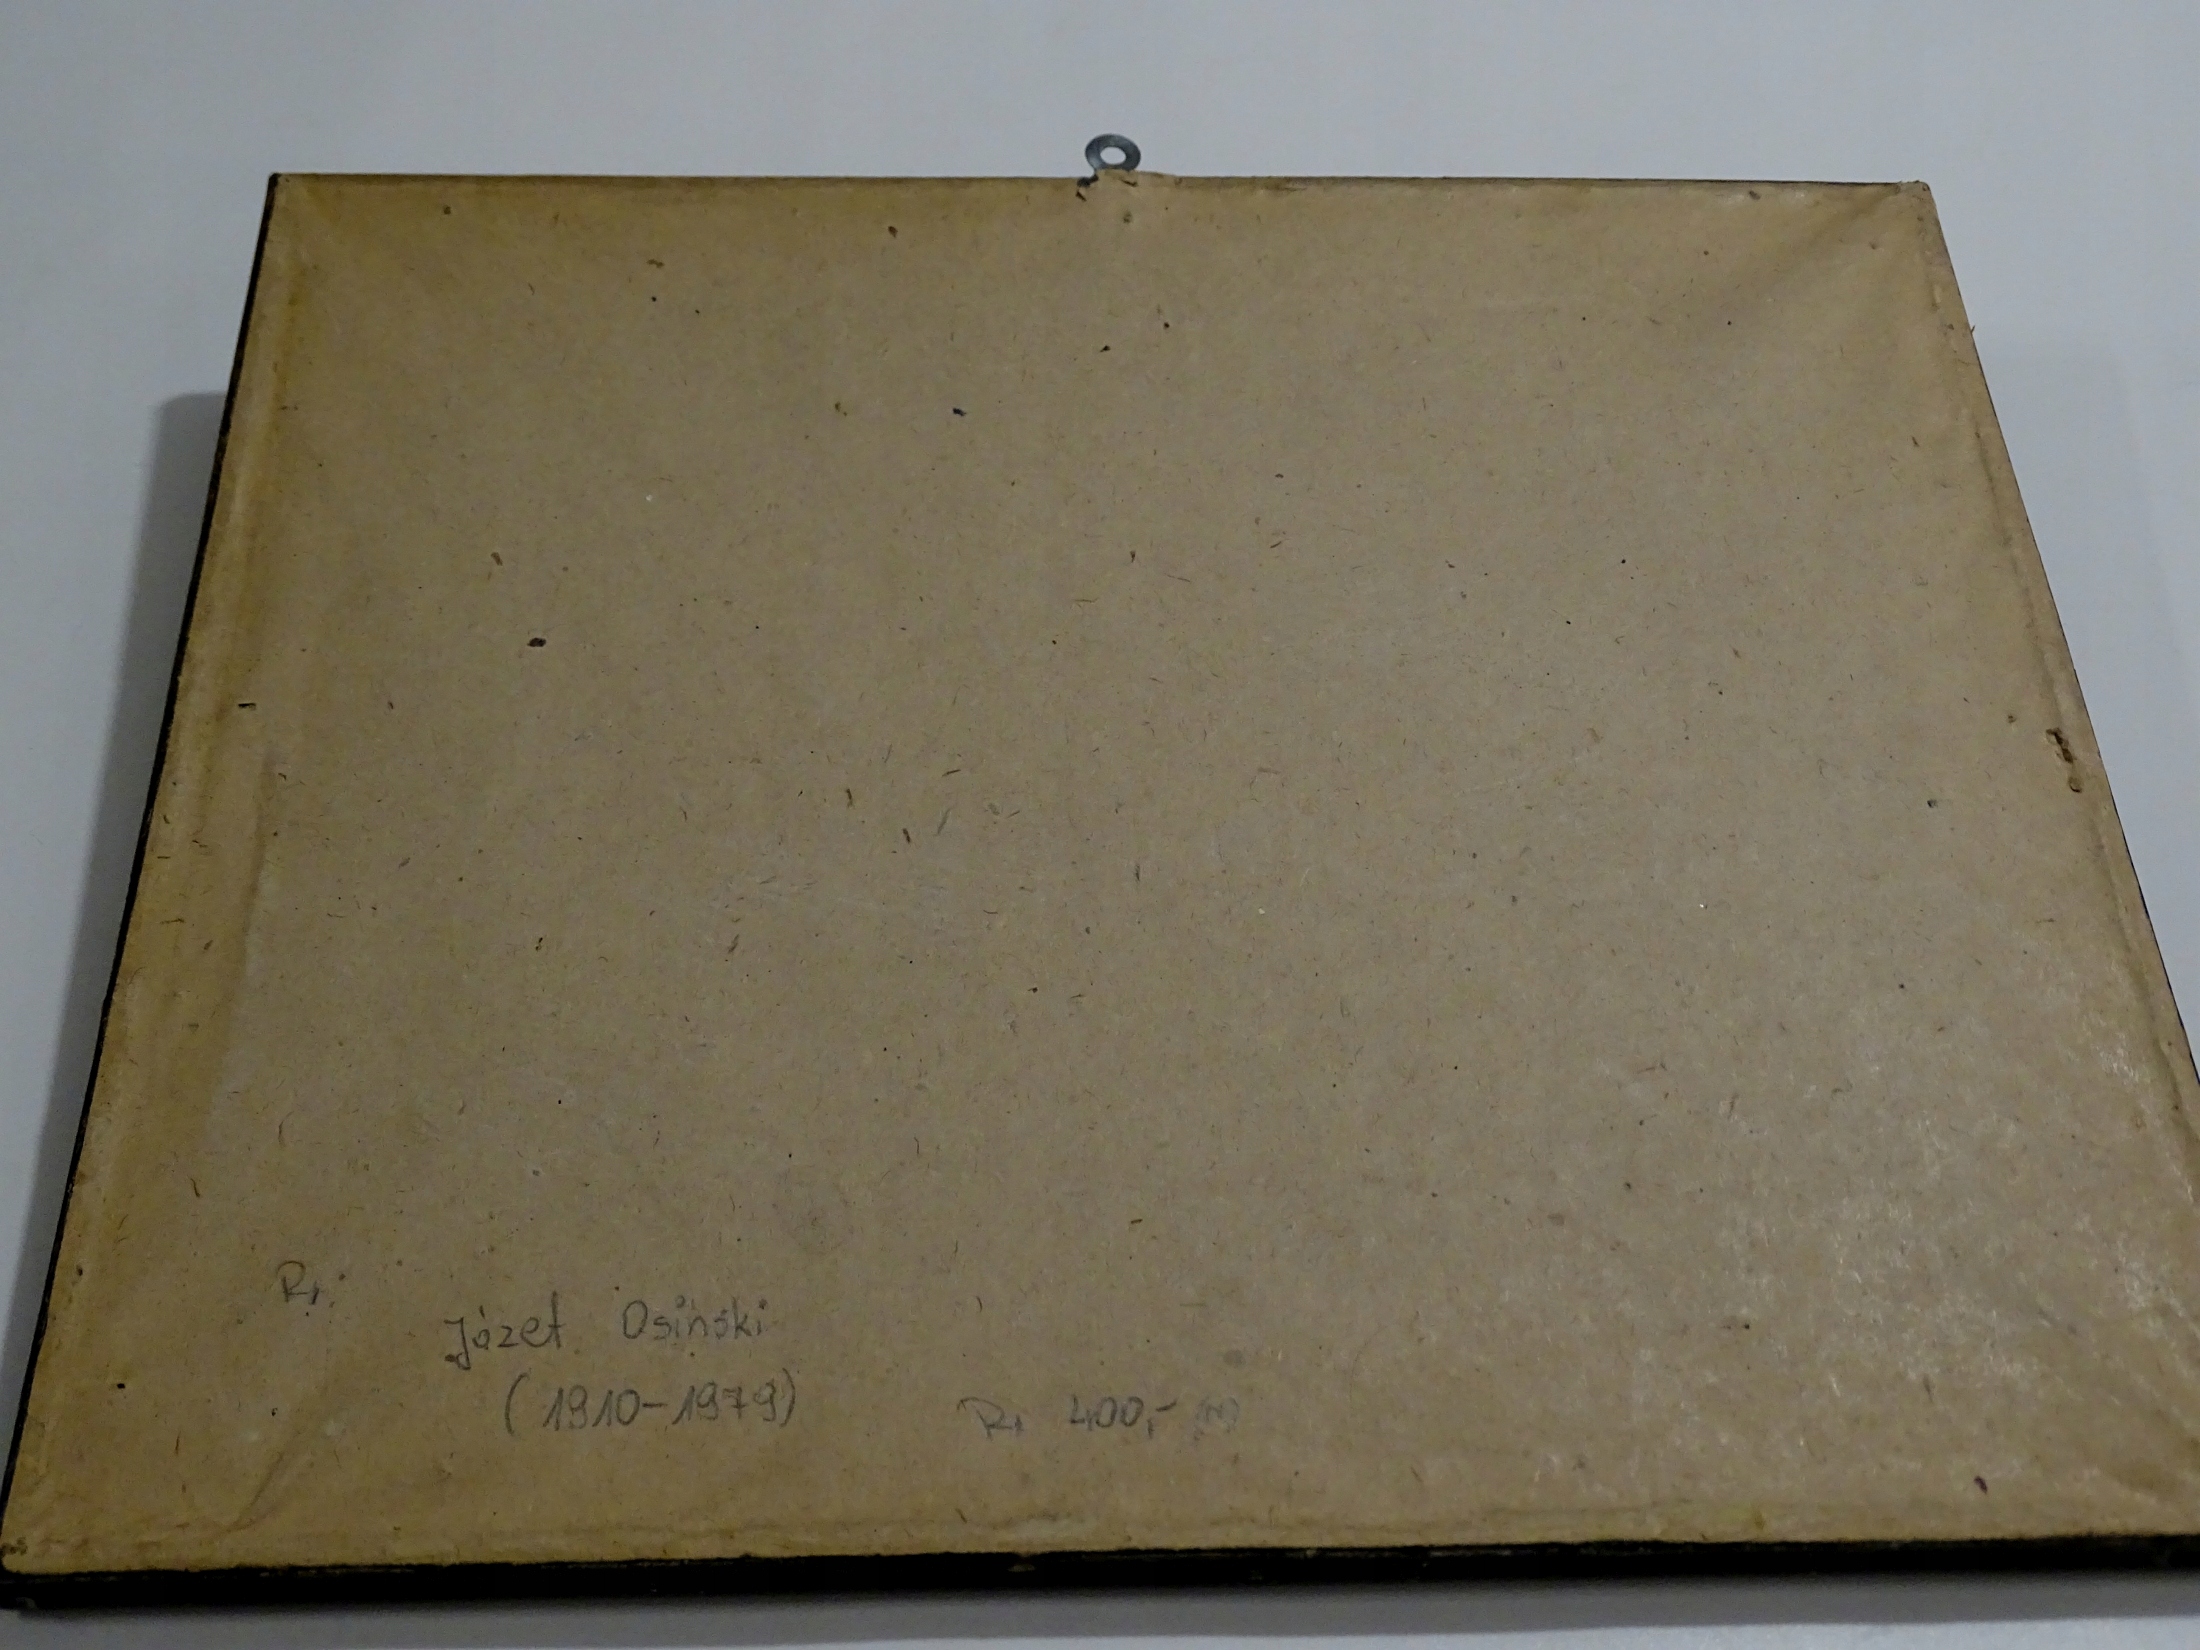 R,
Józef Osiński
(1910-1979)
R, 400,-